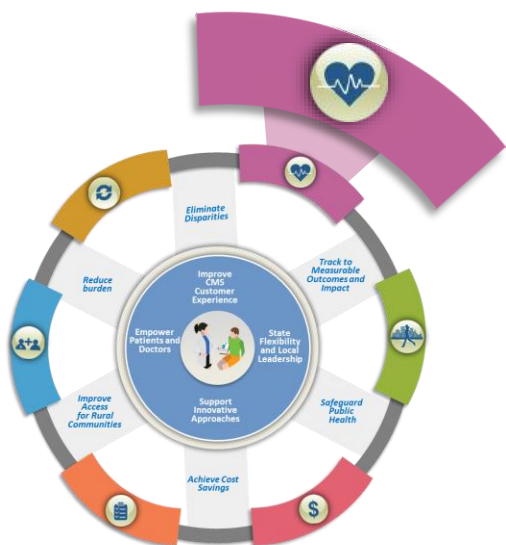 Eliminate
Disparities
Track to
Measurable
Outcomes and
Impact
Safeguard
Public
Health
Achieve Cost
Savings
Improve
Access
for Rural
Communities
Reduce
burden
Improve
CMS
Customer
Experience
State
Flexibility
and Local
Leadership
Support
Innovative
Approaches
Empower
Patients and
Doctors
$